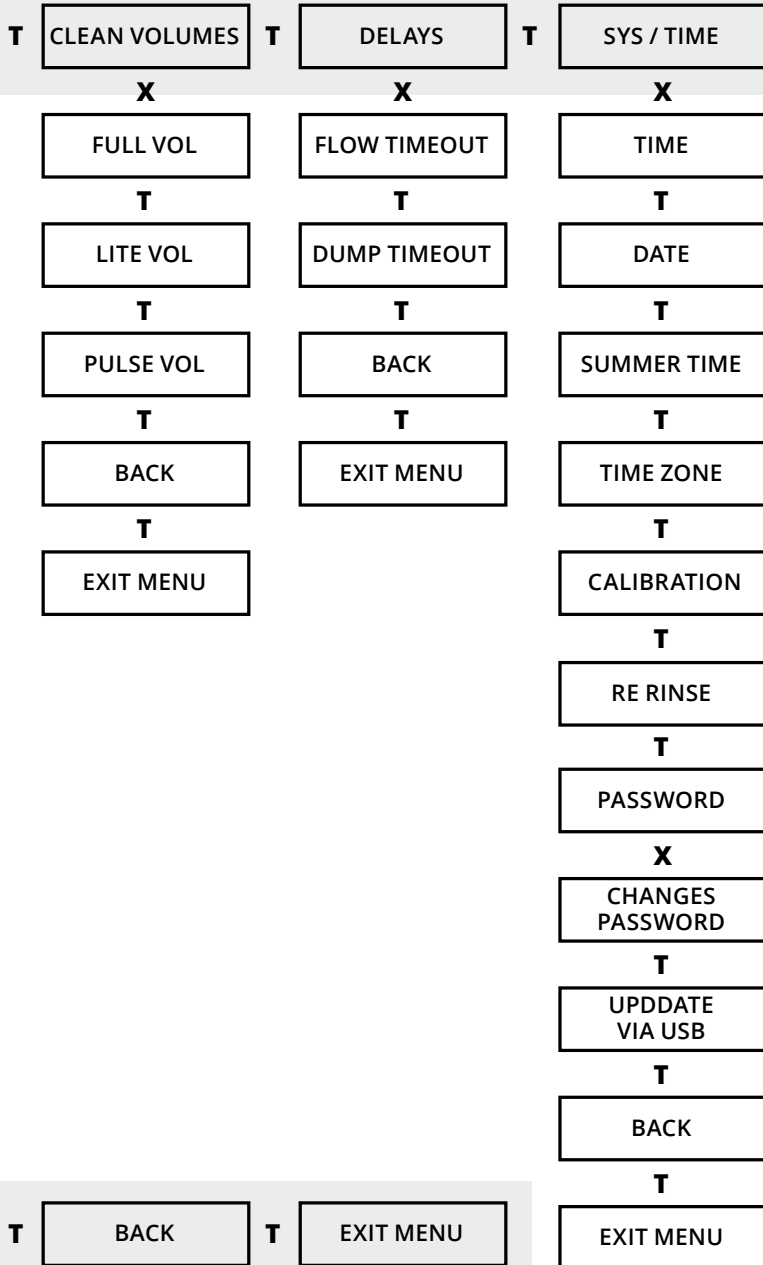 T CLEAN VOLUMES T DELAYS T SYS / TIME
X X X
FULL VOL FLOW TIMEOUT TIME
T T T
LITE VOL DUMP TIMEOUT DATE
T T T
PULSE VOL BACK SUMMER TIME
T T T
BACK EXIT MENU TIME ZONE
T T
EXIT MENU CALIBRATION
T
RE RINSE
T
PASSWORD
X
CHANGES
PASSWORD
T
UPDDATE
VIA USB
T
BACK
T
T BACK T EXIT MENU EXIT MENU